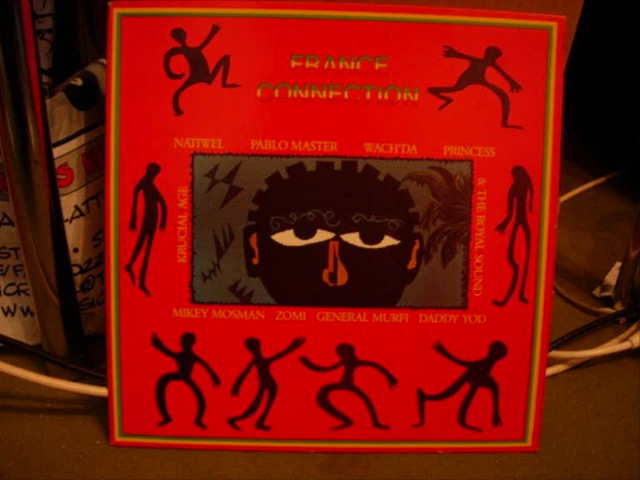 FRANCE
CONNECTION
NATIWEL PABLO MASTER WACH'DA PRINCESS
KRUCIAL AGE
& THE ROYAL SOUND
MIKEY MOSMAN ZOMI GENERAL MURFI DADDY YOD